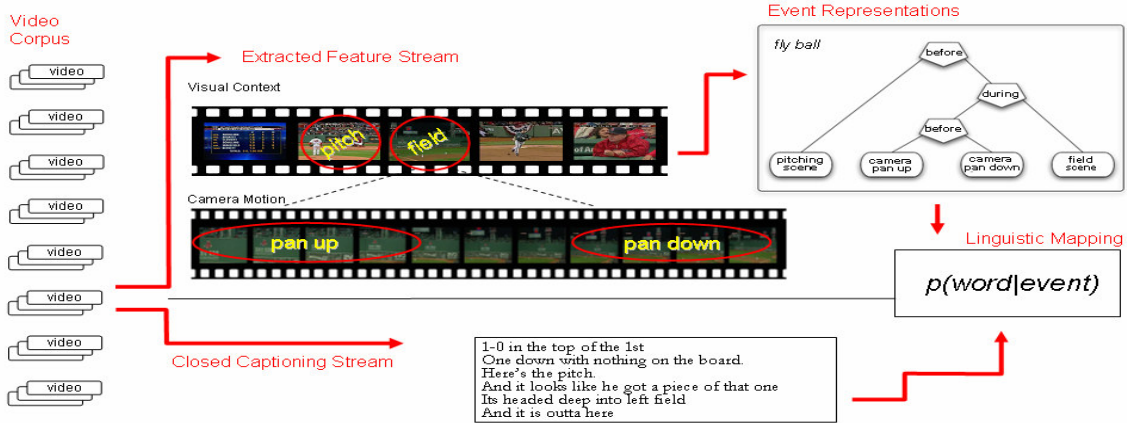 Video
Corpus
video
video
video
video
video
video
video
video
Extracted Feature Stream
Visual Context
pitch
field
Camera Motion
pan up
pan down
Closed Captioning Stream
1-0 in the top of the 1st
One down with nothing on the board.
Here's the pitch.
And it looks like he got a piece of that one
Its headed deep into left field
And it is outta here
Event Representations
fly ball
before
during
before
pitching
scene
camera
pan up
camera
pan down
field
scene
Linguistic Mapping
p(word|event)